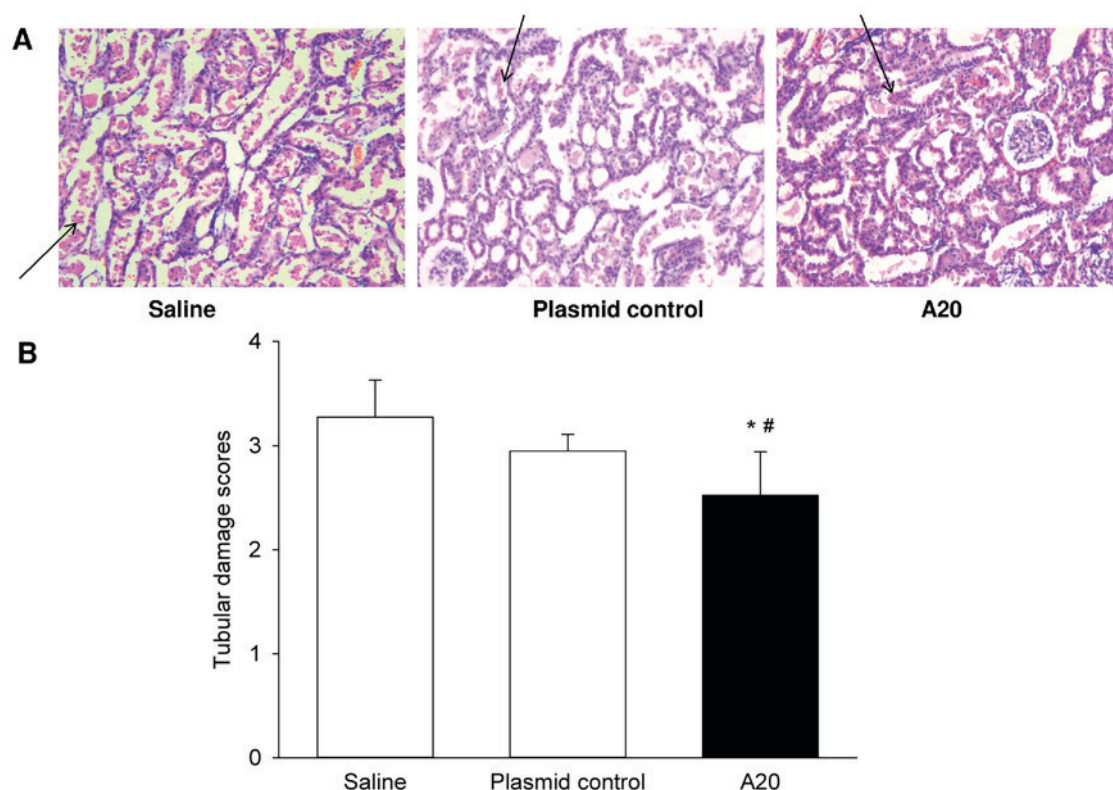 A
Saline Plasmid control A20
B
4
3
2
1
0
Tubular damage scores
* #
Saline Plasmid control A20